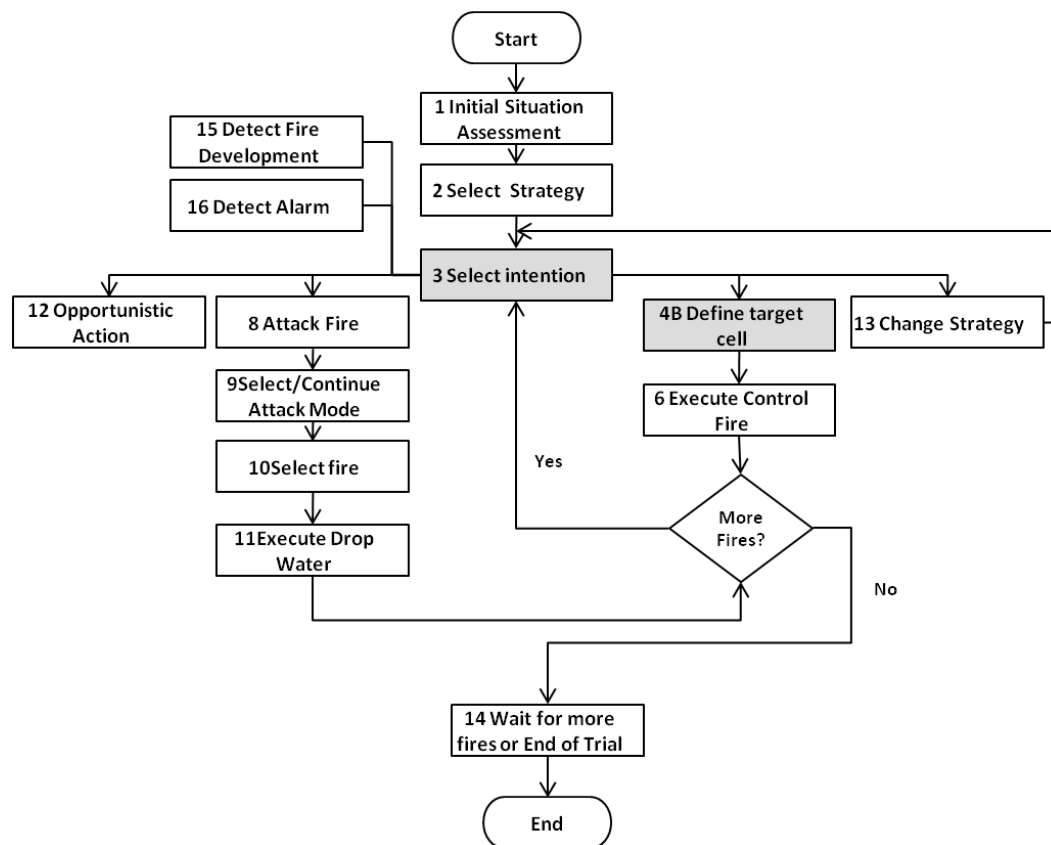 Start
1 Initial Situation
Assessment
15 Detect Fire
Development
2 Select Strategy
16 Detect Alarm
3 Select intention
12 Opportunistic
Action
8 Attack Fire
4B Define target
cell
13 Change Strategy
9Select/Continue
Attack Mode
6 Execute Control
Fire
10Select fire
Yes
More
Fires?
11Execute Drop
Water
No
14 Wait for more
fires or End of Trial
End